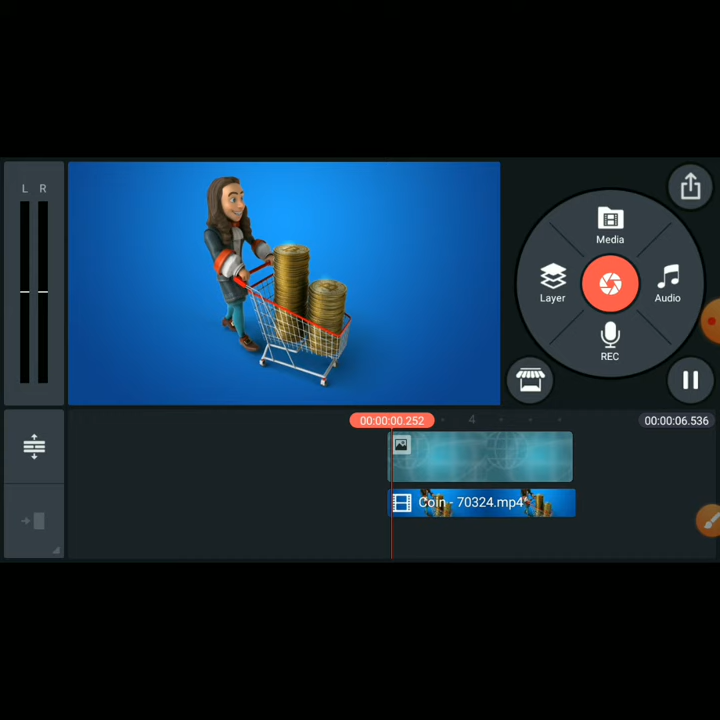 L R
Media
Layer
Audio
REC
00:00:00.252
4
00:00:06.536
Coin - 70324.mp4